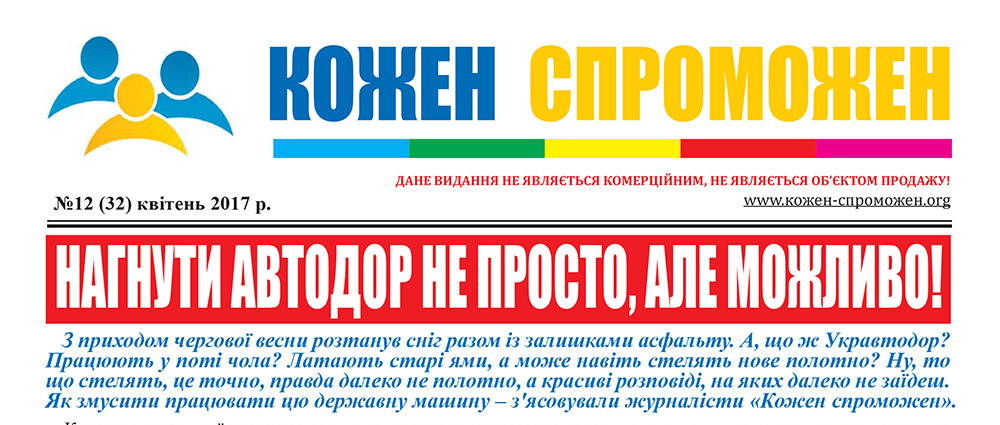 КОЖЕН СПРОМОЖЕН
ДАНЕ ВИДАННЯ НЕ ЯВЛЯЄТЬСЯ КОМЕРЦІЙНИМ, НЕ ЯВЛЯЄТЬСЯ ОБ'ЄКТОМ ПРОДАЖУ!
№12 (32) квітень 2017 р.
www.кожен-спроможен.org
НАГНУТИ АВТОДОР НЕ ПРОСТО, АЛЕ МОЖЛИВО!
З приходом чергової весни розтанув сніг разом із залишками асфальту. А, що ж Укравтодор?
Працюють у поті чола? Латають старі ями, а може навіть стелять нове полотно? Ну, то
що стелять, це точно, правда далеко не полотно, а красиві розповіді, на яких далеко не заїдеш.
Як змусити працювати цю державну машину – з'ясовували журналісти «Кожен спроможен».